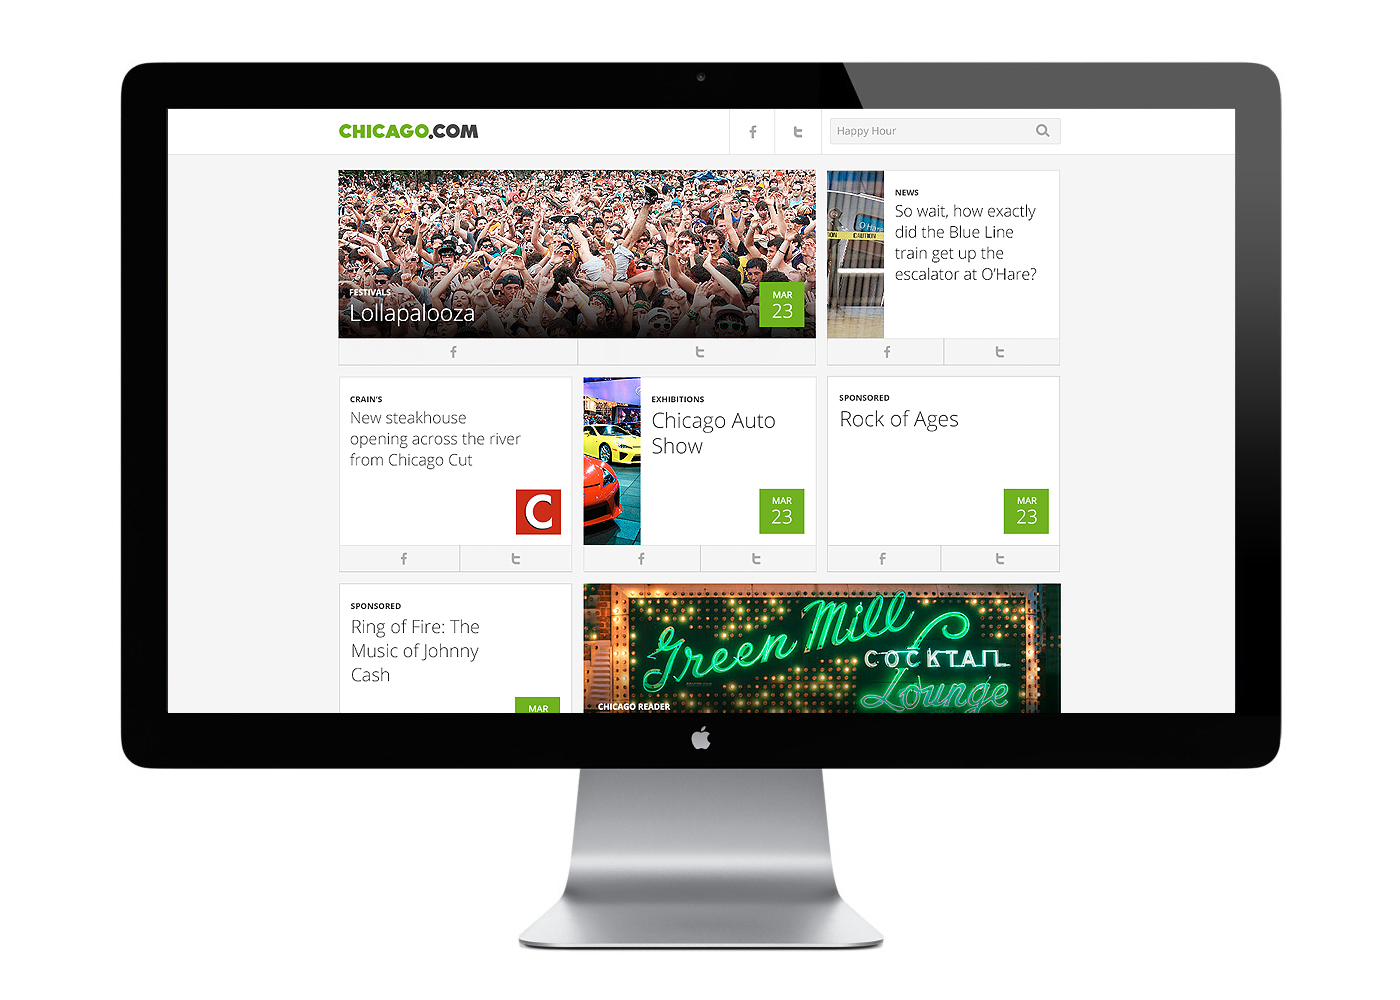 CHICAGO.COM
Happy Hour
FESTIVALS
Lollapalooza
MAR
23
NEWS
So wait, how exactly
did the Blue Line
train get up the
escalator at O'Hare?
O'Hare
CAUTION
CAUTION
CRAIN'S
New steakhouse
opening across the river
from Chicago Cut
C
EXHIBITIONS
Chicago Auto
Show
MAR
23
SPONSORED
Rock of Ages
MAR
23
SPONSORED
Ring of Fire: The
Music of Johnny
Cash
MAR
Green Mill
COCKTAIL
Lounge
CHICAGO READER